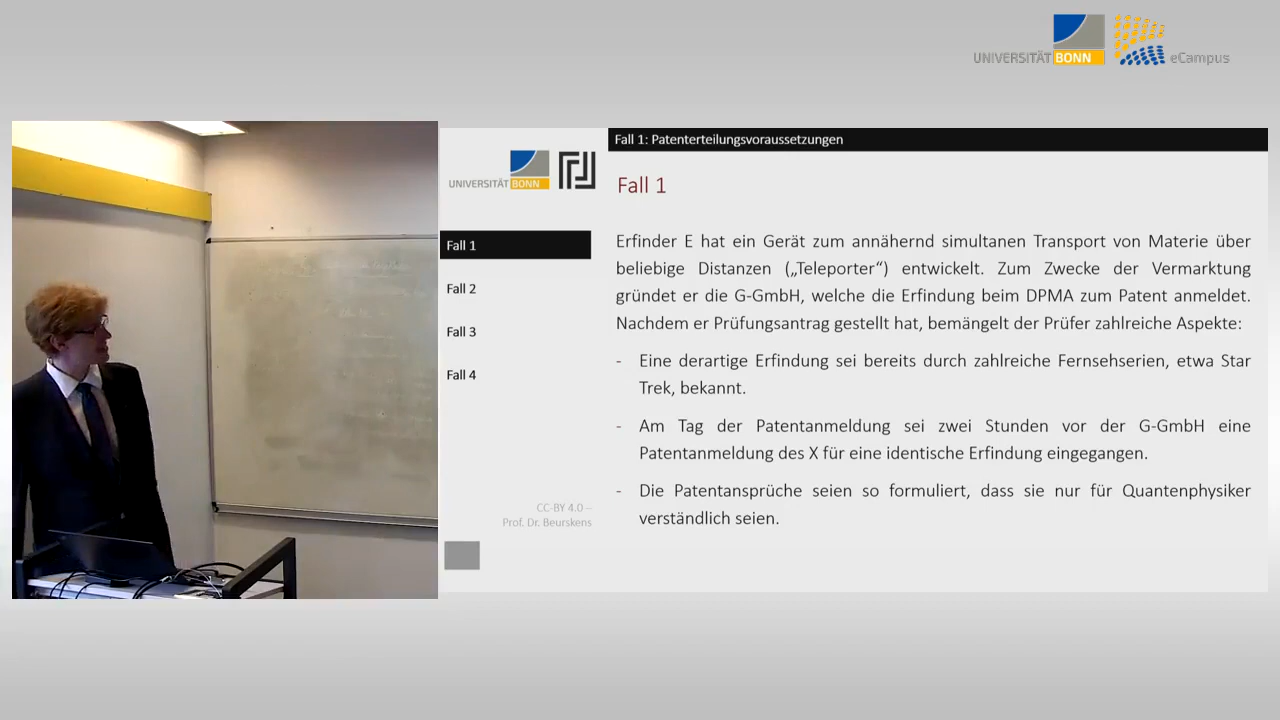 UNIVERSITÄT BONN
eCampus
Fall 1: Patenterteilungsvoraussetzungen
UNIVERSITÄT BONN
Fall 1
Fall 1
Fall 2
Fall 3
Fall 4
Erfinder E hat ein Gerät zum annähernd simultanen Transport von Materie über
beliebige Distanzen („Teleporter“) entwickelt. Zum Zwecke der Vermarktung
gründet er die G-GmbH, welche die Erfindung beim DPMA zum Patent anmeldet.
Nachdem er Prüfungsantrag gestellt hat, bemängelt der Prüfer zahlreiche Aspekte:
- Eine derartige Erfindung sei bereits durch zahlreiche Fernsehserien, etwa Star
Trek, bekannt.
- Am Tag der Patentanmeldung sei zwei Stunden vor der G-GmbH eine
Patentanmeldung des X für eine identische Erfindung eingegangen.
- Die Patentansprüche seien so formuliert, dass sie nur für Quantenphysiker
verständlich seien.
CC-BY 4.0 –
Prof. Dr. Beurskens